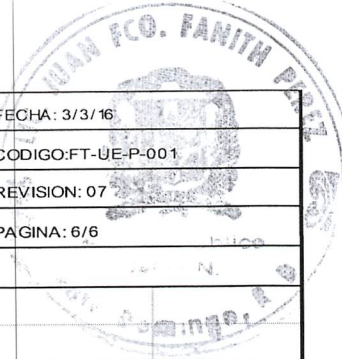 JUAN FCO. FANITH PEREZ
FECHA: 3/3/16
CODIGO:FT-UE-P-001
REVISION: 07
PAGINA: 6/6